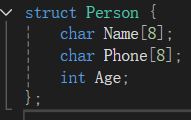 struct Person {
    char Name[8];
    char Phone[8];
    int Age;
};